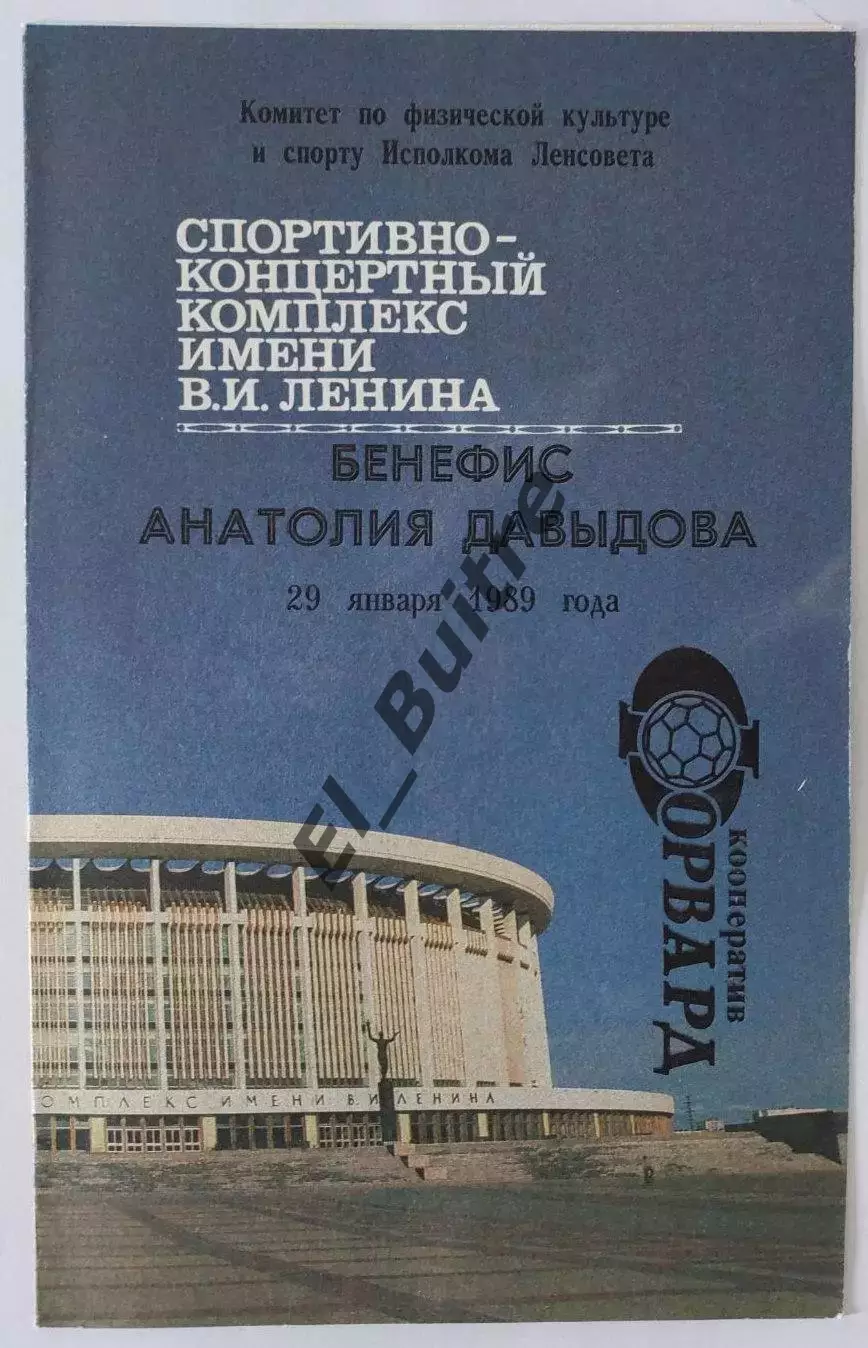 Комитет по физической культуре
и спорту Исполкома Ленсовета
СПОРТИВНО-
КОНЦЕРТНЫЙ
КОМПЛЕКС
ИМЕНИ
В.И. ЛЕНИНА
БЕНЕФИС
АНАТОЛИЯ ДАВЫДОВА
29 января 1989 года
El_Buitre
кооператив
ФОРВАРД
ОМПЛЕКС ИМЕНИ В.И ЛЕНИНА